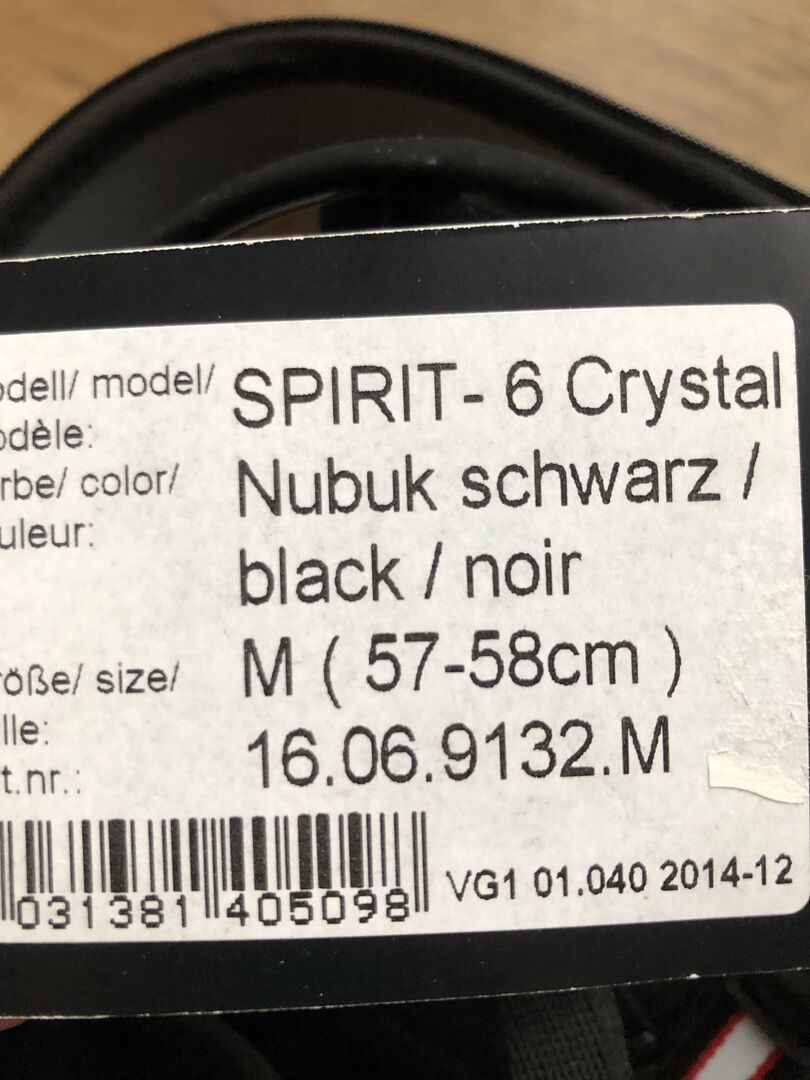 odell/ model/ SPIRIT- 6 Crystal
odèle:
rbe/ color/ Nubuk schwarz /
uleur: black / noir
röße/ size/ M ( 57-58cm )
lle:
t.nr.: 16.06.9132.M
031381 405098 VG1 01.040 2014-12